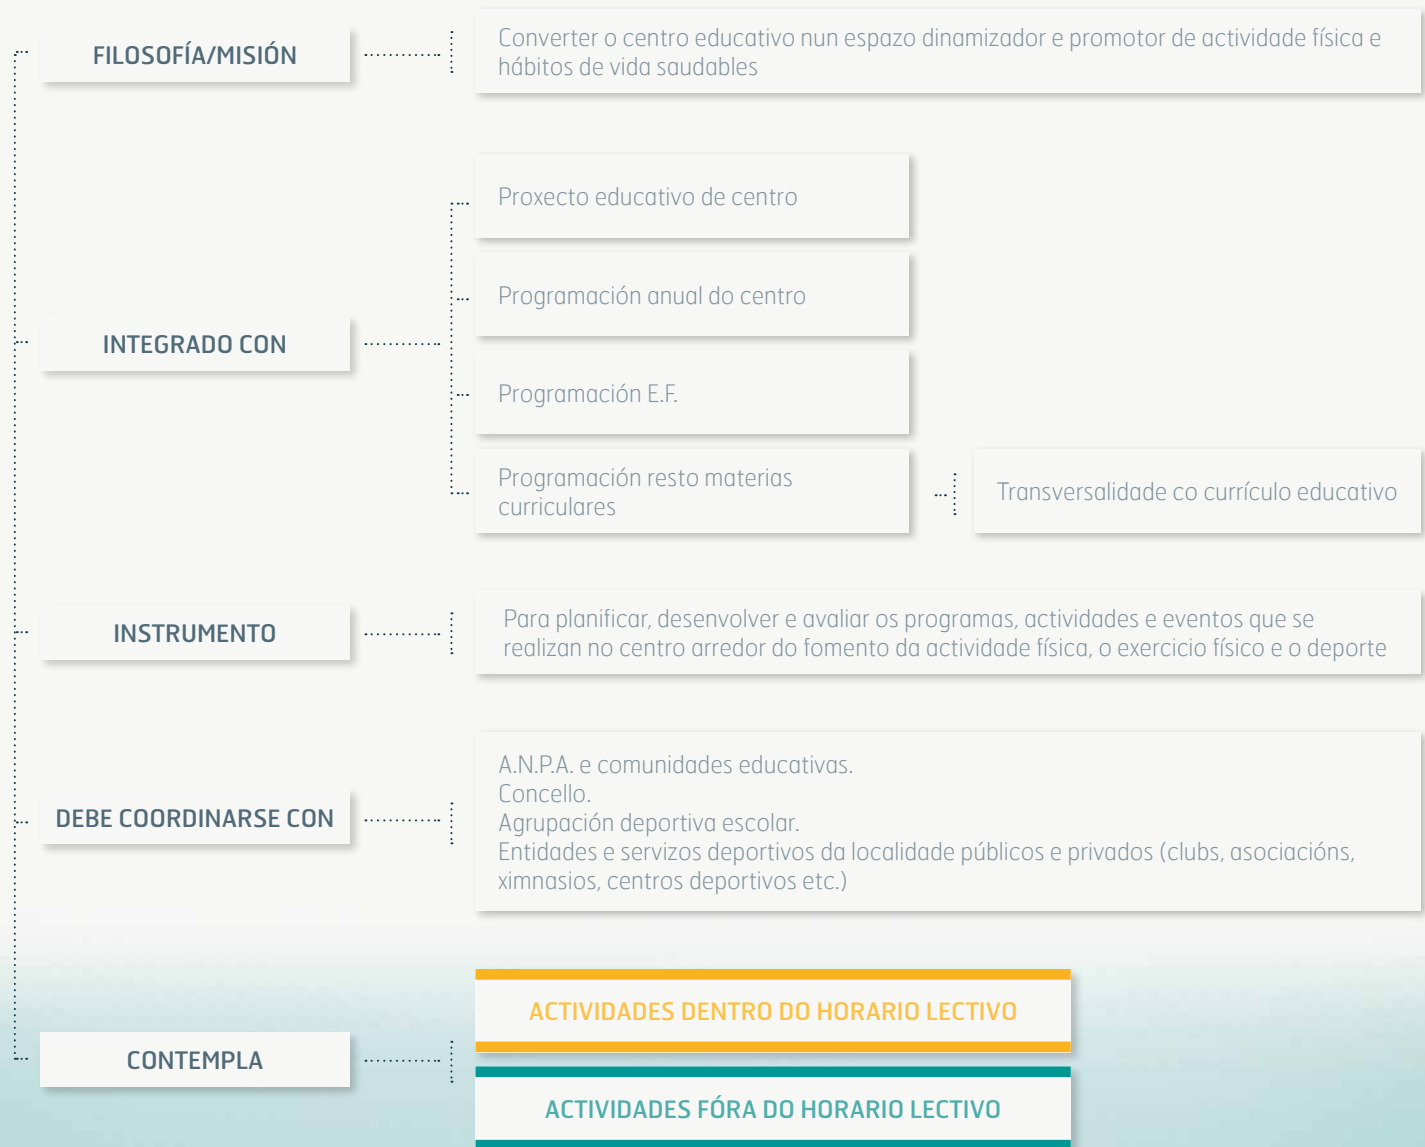 FILOSOFÍA/MISIÓN
Converter o centro educativo nun espazo dinamizador e promotor de actividade física e
hábitos de vida saudables
INTEGRADO CON
Proxecto educativo de centro
Programación anual do centro
Programación E.F.
Programación resto materias
curriculares
Transversalidade co currículo educativo
INSTRUMENTO
Para planificar, desenvolver e avaliar os programas, actividades e eventos que se
realizan no centro arredor do fomento da actividade física, o exercicio físico e o deporte
DEBE COORDINARSE CON
A.N.P.A. e comunidades educativas.
Concello.
Agrupación deportiva escolar.
Entidades e servizos deportivos da localidade públicos e privados (clubs, asociacións,
ximnasios, centros deportivos etc.)
CONTEMPLA
ACTIVIDADES DENTRO DO HORARIO LECTIVO
ACTIVIDADES FÓRA DO HORARIO LECTIVO